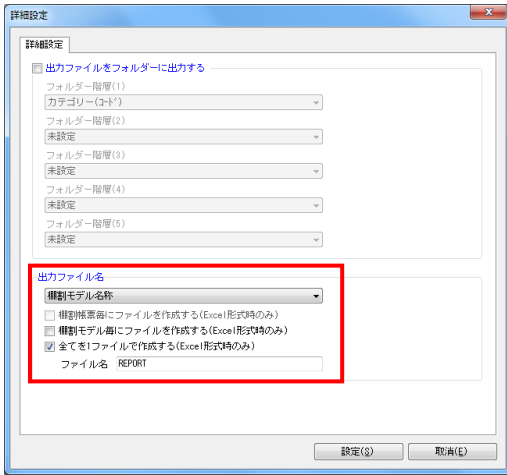 詳細設定
詳細設定
出力ファイルをフォルダーに出力する
フォルダー階層(1)
カテゴリー(ｺｰﾄﾞ)
フォルダー階層(2)
未設定
フォルダー階層(3)
未設定
フォルダー階層(4)
未設定
フォルダー階層(5)
未設定
出力ファイル名
棚割モデル名称
棚割帳票毎にファイルを作成する(Excel形式時のみ)
棚割モデル毎にファイルを作成する(Excel形式時のみ)
全てを1ファイルで作成する(Excel形式時のみ)
ファイル名 REPORT
設定(S) 取消(E)